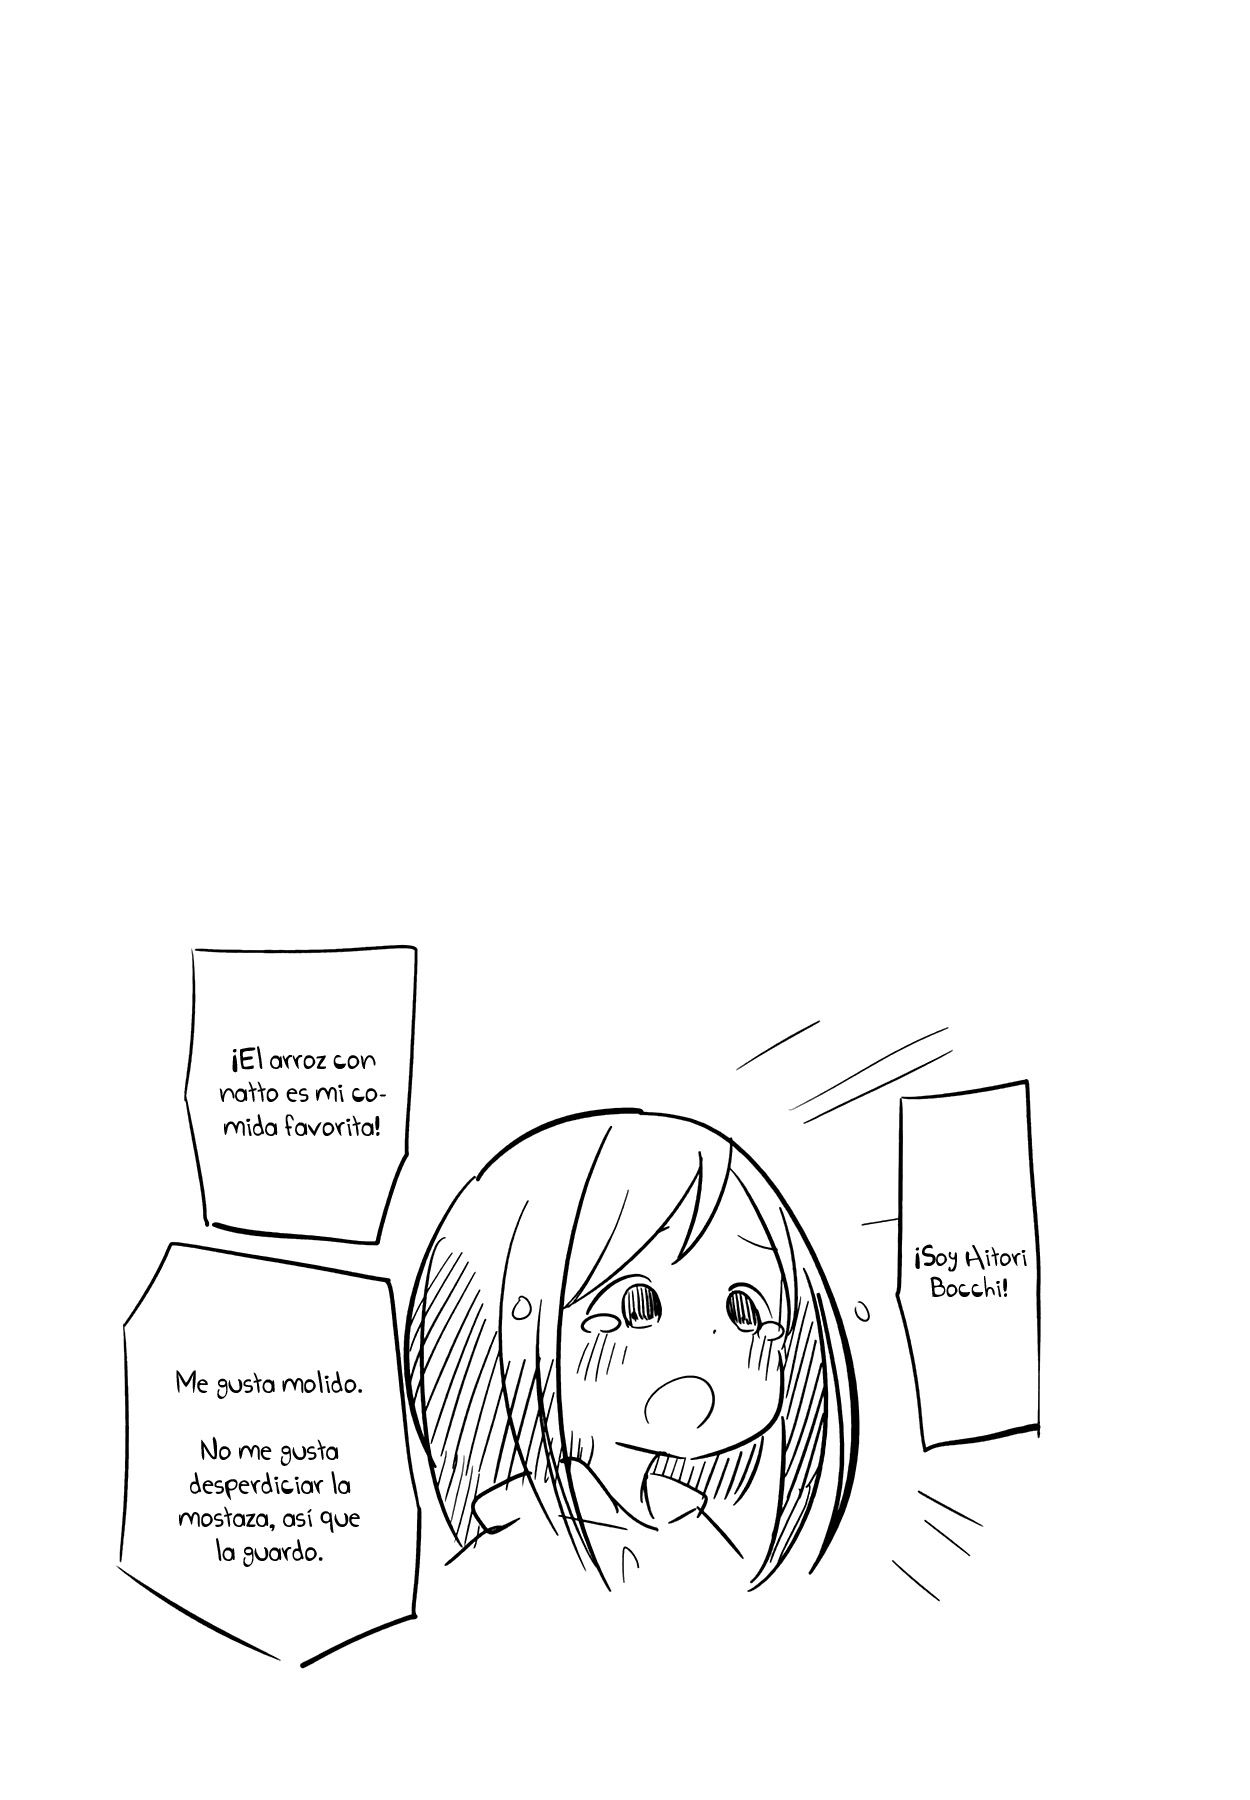 ¡Soy Hitori
Bocchi!
¡El arroz con
natto es mi co-
mida favorita!
Me gusta molido.
No me gusta
desperdiciar la
mostaza, así que
la guardo.